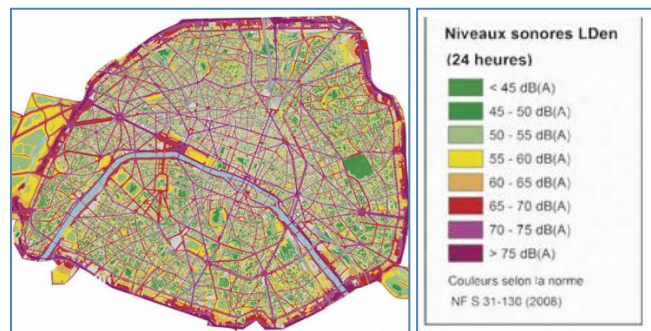 Niveaux sonores LDen
(24 heures)
< 45 dB(A)
45 - 50 dB(A)
50 - 55 dB(A)
55 - 60 dB(A)
60 - 65 dB(A)
65 - 70 dB(A)
70 - 75 dB(A)
> 75 dB(A)
Couleurs selon la norme
NF S 31-130 (2008)